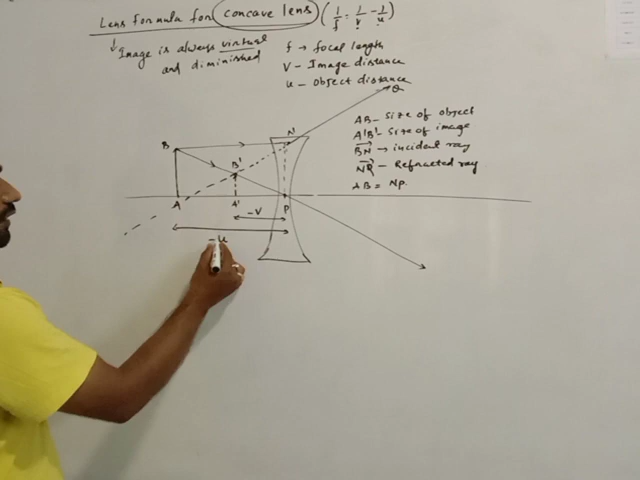 Lens formula for concave lens (1/f = 1/v - 1/u)
↓ Image is always virtual
and diminished
f → focal length
V - Image distance
u - Object distance
AB - Size of object
A'B' - Size of image
BN → incident ray
NQ → Refracted ray
AB = NP.
Q
N
B
B'
A
A'
P
-V
-u